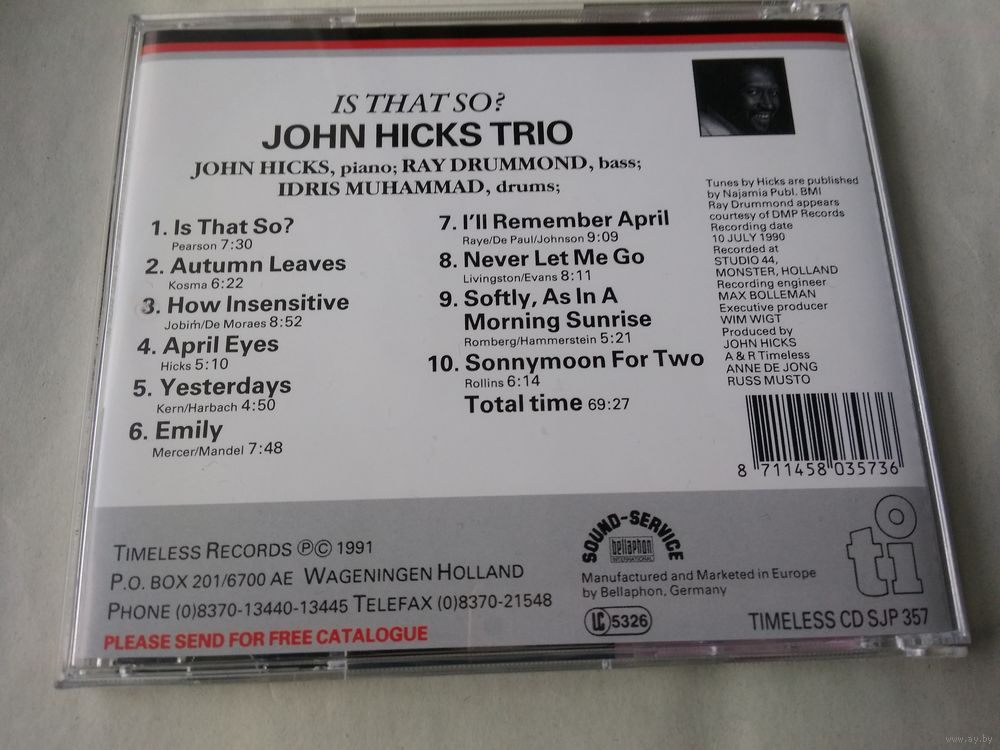 IS THAT SO?
JOHN HICKS TRIO
JOHN HICKS, piano; RAY DRUMMOND, bass;
IDRIS MUHAMMAD, drums;
1. Is That So?
Pearson 7:30
2. Autumn Leaves
Kosma 6:22
3. How Insensitive
Jobim/De Moraes 8:52
4. April Eyes
Hicks 5:10
5. Yesterdays
Kern/Harbach 4:50
6. Emily
Mercer/Mandel 7:48
7. I'll Remember April
Raye/De Paul/Johnson 9:09
8. Never Let Me Go
Livingston/Evans 8:11
9. Softly, As In A
Morning Sunrise
Romberg/Hammerstein 5:21
10. Sonnymoon For Two
Rollins 6:14
Total time 69:27
Tunes by Hicks are published
by Najamia Publ. BMI
Ray Drummond appears
courtesy of DMP Records
Recording date
10 JULY 1990
Recorded at
STUDIO 44,
MONSTER, HOLLAND
Recording engineer
MAX BOLLEMAN
Executive producer
WIM WIGT
Produced by
JOHN HICKS
A & R Timeless
ANNE DE JONG
RUSS MUSTO
8 711458 035736
TIMELESS RECORDS ℗© 1991
P.O. BOX 201/6700 AE WAGENINGEN HOLLAND
PHONE (0)8370-13440-13445 TELEFAX (0)8370-21548
PLEASE SEND FOR FREE CATALOGUE
SOUND-SERVICE
bellaphon
INTERNATIONAL
Manufactured and Marketed in Europe
by Bellaphon, Germany
LC 5326
ti
TIMELESS CD SJP 357
www.ay.by